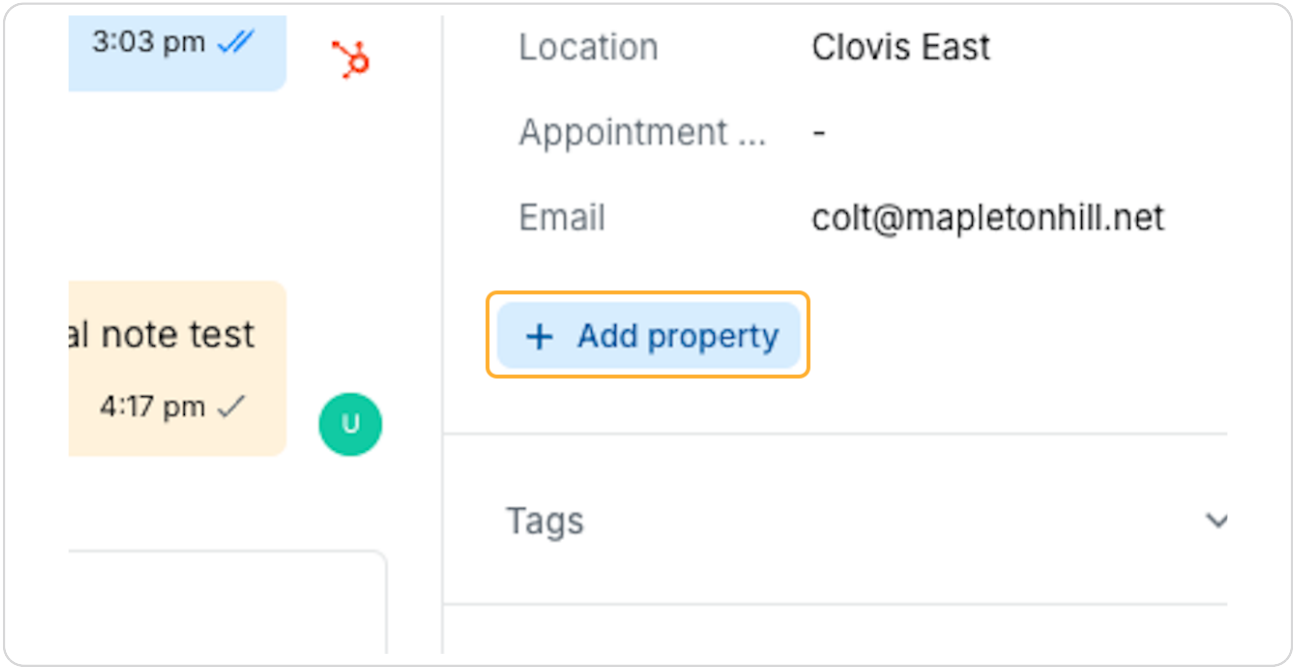 3:03 pm
Location Clovis East
Appointment ... -
Email colt@mapletonhill.net
al note test
4:17 pm
U
+ Add property
Tags